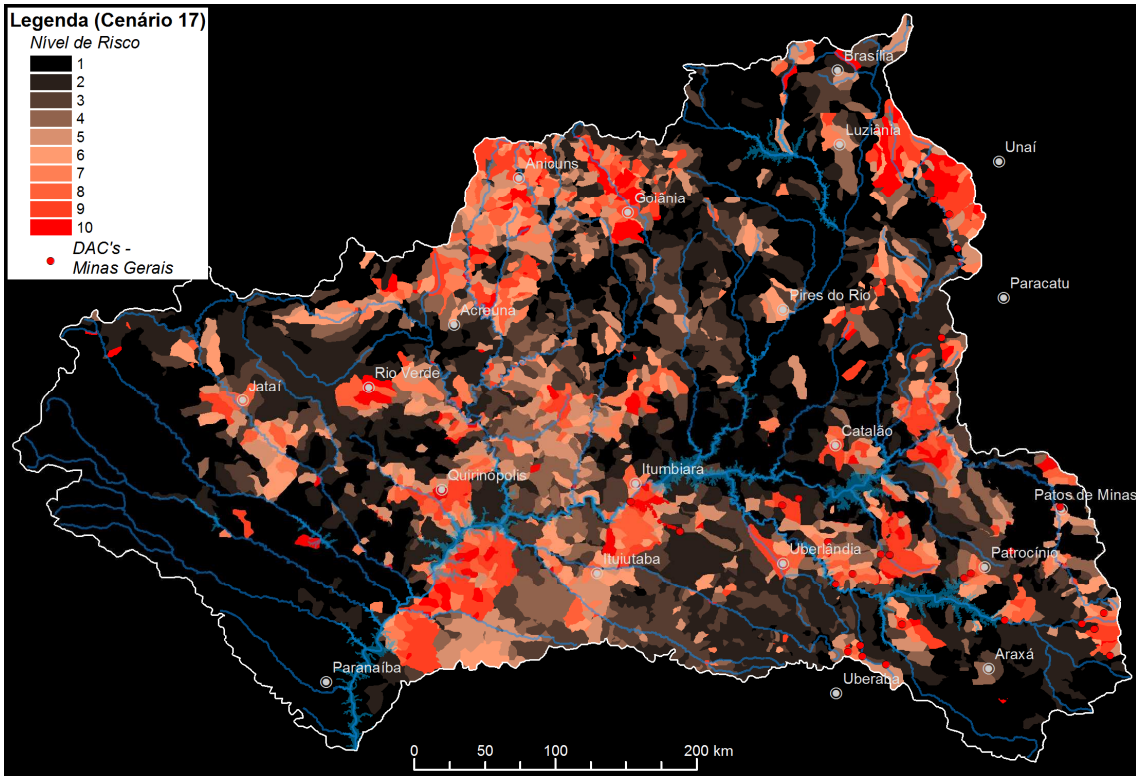 Legenda (Cenário 17)
Nível de Risco
1
2
3
4
5
6
7
8
9
10
DAC's -
Minas Gerais
Brasília
Luziânia
Unaí
Anicuns
Goiânia
Paracatu
Pires do Rio
Acreúna
Rio Verde
Jataí
Catalão
Quirinópolis
Itumbiara
Patos de Minas
Uberlândia
Patrocínio
Ituiutaba
Araxá
Paranaíba
Uberaba
0 50 100 200 km